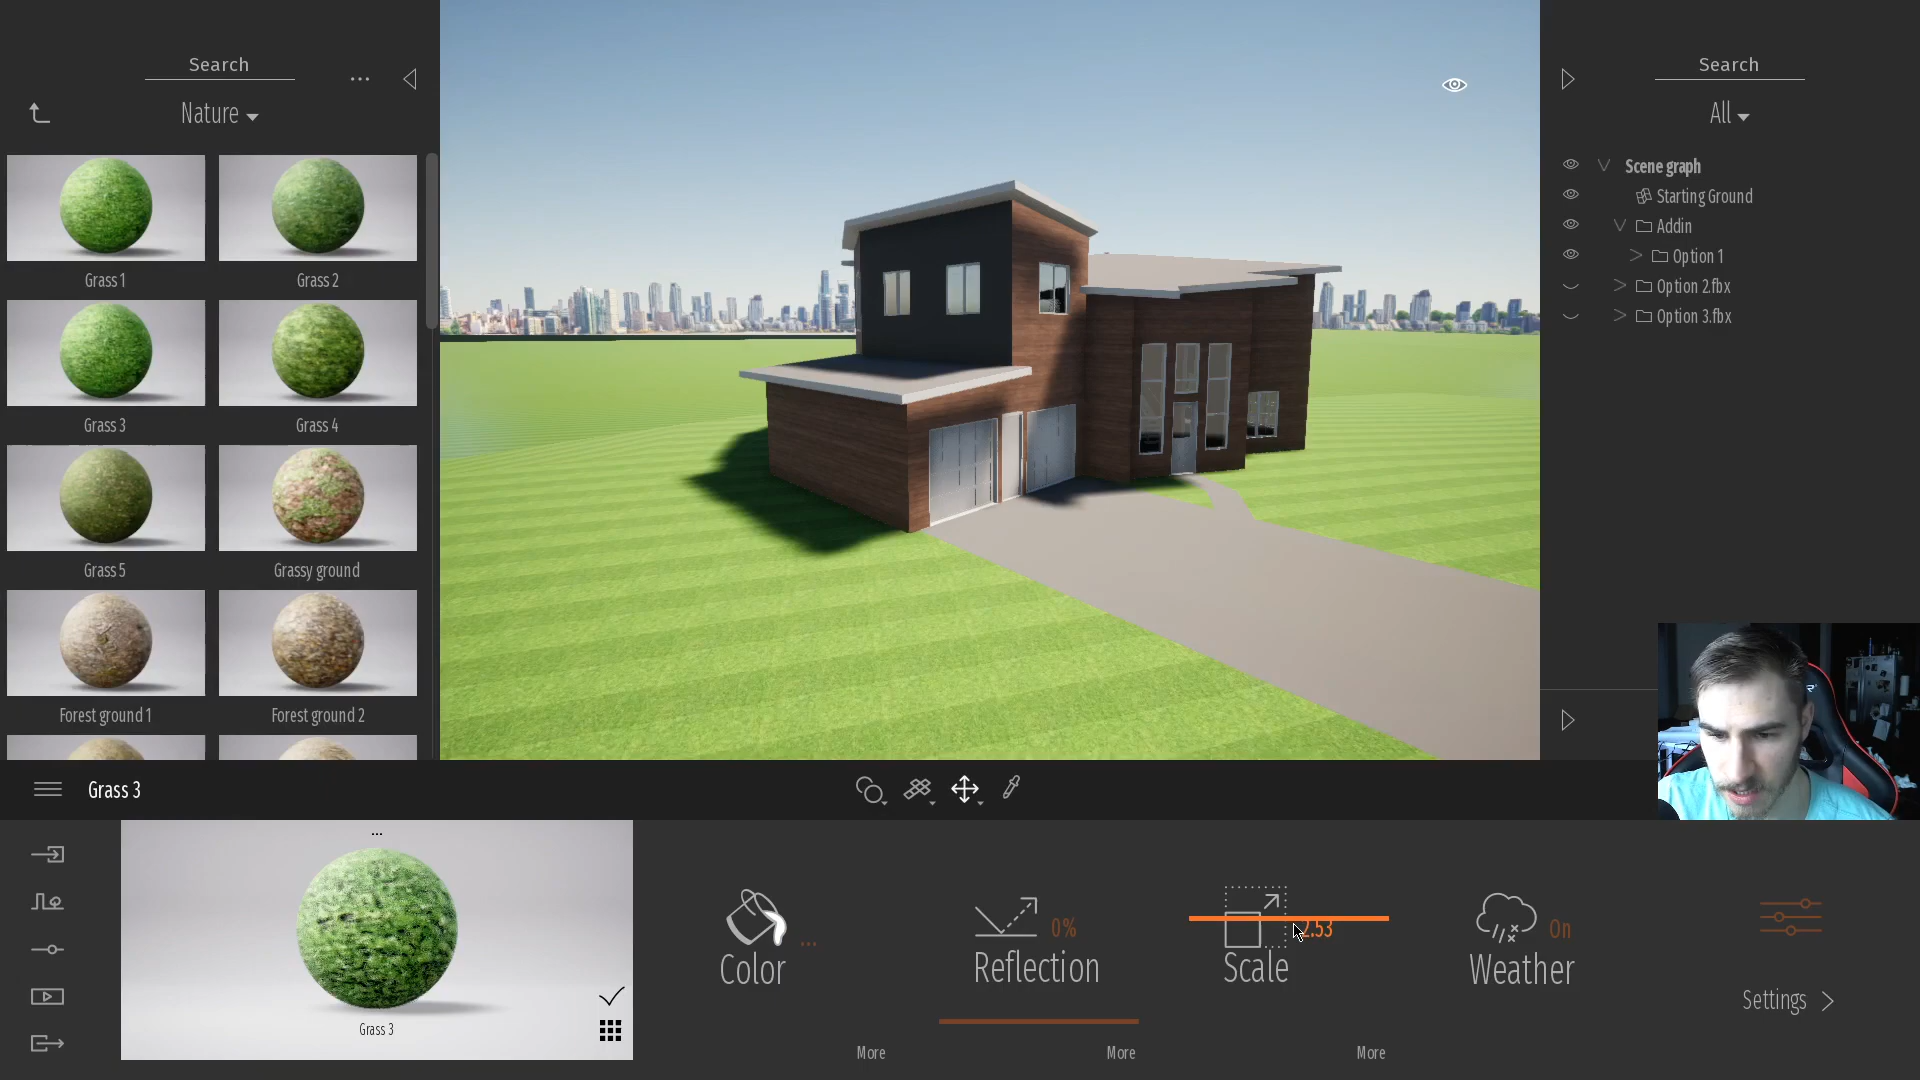 Search
...
Nature
Grass 1
Grass 2
Grass 3
Grass 4
Grass 5
Grassy ground
Forest ground 1
Forest ground 2
Search
All
Scene graph
Starting Ground
Addin
Option 1
Option 2.fbx
Option 3.fbx
Grass 3
...
Grass 3
Color
...
More
Reflection
0%
More
Scale
2.53
More
Weather
On
Settings